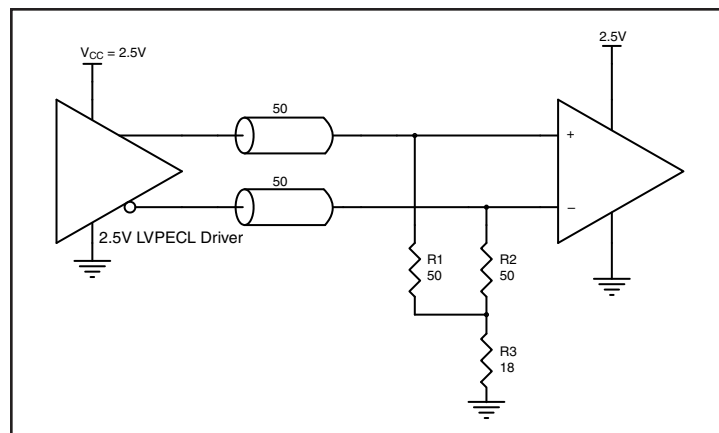 V_CC = 2.5V
2.5V
50
+
50
–
2.5V LVPECL Driver
R1
50
R2
50
R3
18